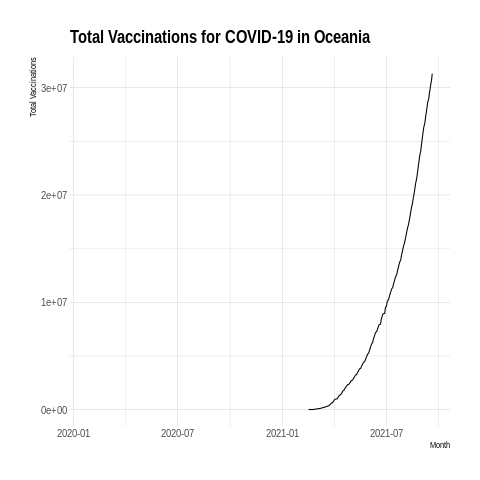 Total Vaccinations for COVID-19 in Oceania
Total Vaccinations
3e+07
2e+07
1e+07
0e+00
2020-01
2020-07
2021-01
2021-07
Month